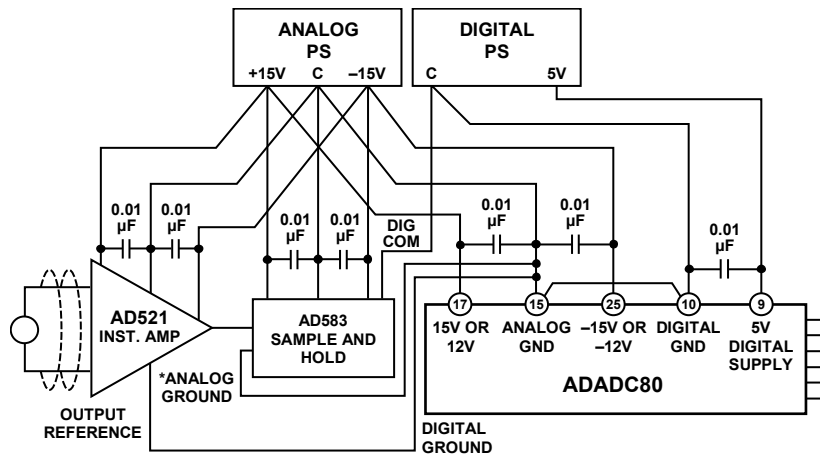 ANALOG
PS
+15V C –15V
DIGITAL
PS
C 5V
0.01
µF
0.01
µF
0.01
µF
0.01
µF
DIG
COM
0.01
µF
0.01
µF
0.01
µF
AD521
INST. AMP
AD583
SAMPLE AND
HOLD
*ANALOG
GROUND
OUTPUT
REFERENCE
17
15
25
10
9
15V OR
12V
ANALOG
GND
–15V OR
–12V
DIGITAL
GND
5V
DIGITAL
SUPPLY
ADADC80
DIGITAL
GROUND